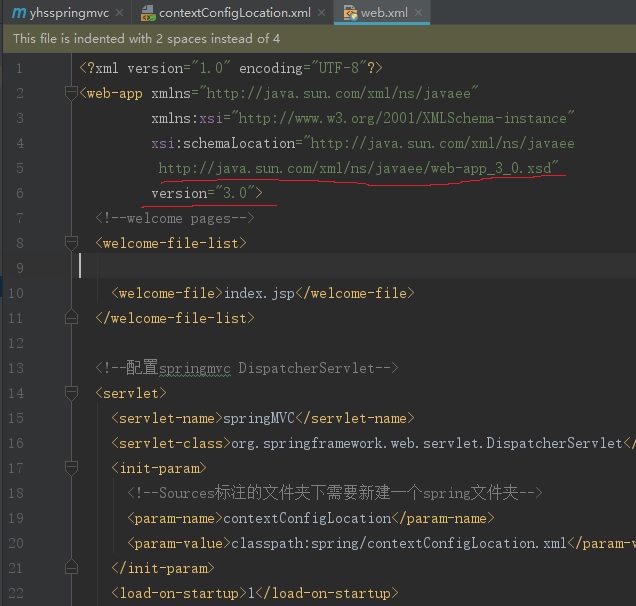 yhsspringmvc × contextConfigLocation.xml × web.xml ×
This file is indented with 2 spaces instead of 4
1 <?xml version="1.0" encoding="UTF-8"?>
2 <web-app xmlns="http://java.sun.com/xml/ns/javaee"
3 xmlns:xsi="http://www.w3.org/2001/XMLSchema-instance"
4 xsi:schemaLocation="http://java.sun.com/xml/ns/javaee
5 http://java.sun.com/xml/ns/javaee/web-app_3_0.xsd"
6 version="3.0">
7 <!--welcome pages-->
8 <welcome-file-list>
9
10 <welcome-file>index.jsp</welcome-file>
11 </welcome-file-list>
12
13 <!--配置springmvc DispatcherServlet-->
14 <servlet>
15 <servlet-name>springMVC</servlet-name>
16 <servlet-class>org.springframework.web.servlet.DispatcherServlet</
17 <init-param>
18 <!--Sources标注的文件夹下需要新建一个spring文件夹-->
19 <param-name>contextConfigLocation</param-name>
20 <param-value>classpath:spring/contextConfigLocation.xml</param-v
21 </init-param>
22 <load-on-startup>1</load-on-startup>